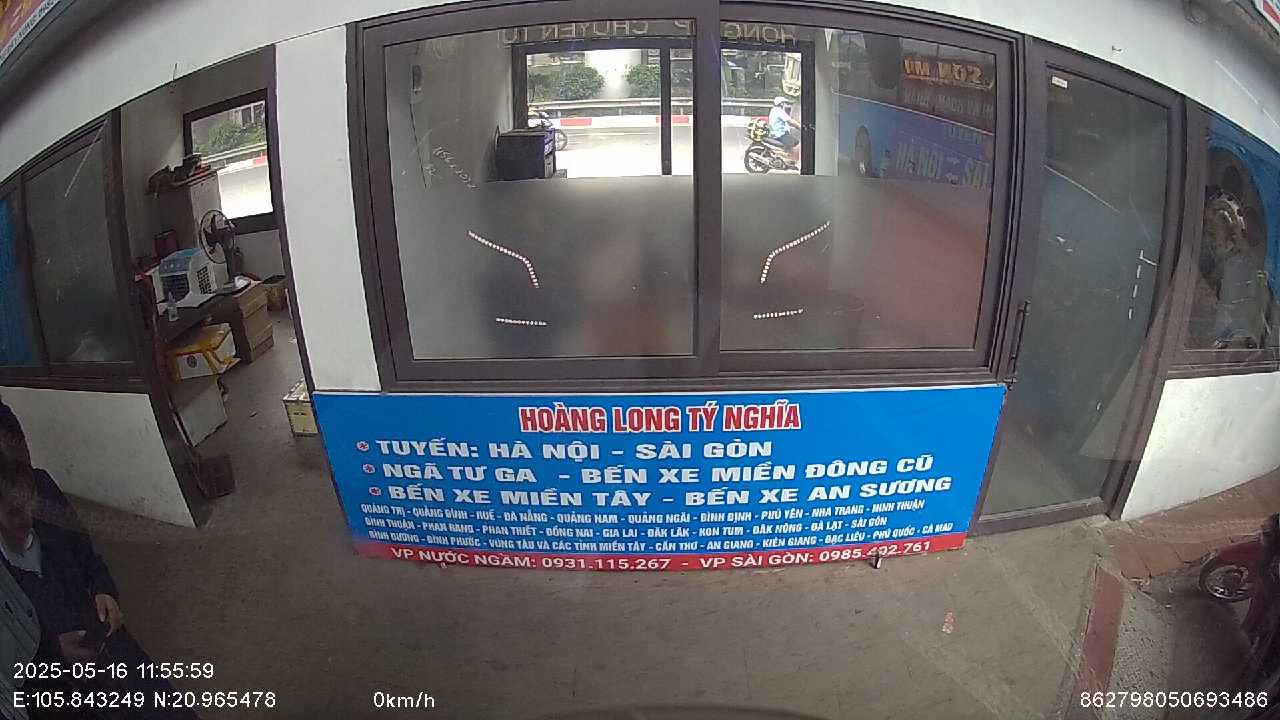 HOÀNG LONG TÝ NGHĨA
TUYẾN: HÀ NỘI - SÀI GÒN
NGÃ TƯ GA - BẾN XE MIỀN ĐÔNG CŨ
BẾN XE MIỀN TÂY - BẾN XE AN SƯƠNG
QUẢNG TRỊ - QUẢNG BÌNH - HUẾ - ĐÀ NẴNG - QUẢNG NAM - QUẢNG NGÃI - BÌNH ĐỊNH - PHÚ YÊN - NHA TRANG - NINH THUẬN
BÌNH THUẬN - PHAN RANG - PHAN THIẾT - ĐỒNG NAI - GIA LAI - ĐĂK LĂK - KON TUM - ĐĂK NÔNG - ĐÀ LẠT - SÀI GÒN
BÌNH DƯƠNG - BÌNH PHƯỚC - VŨNG TÀU VÀ CÁC TỈNH MIỀN TÂY - CẦN THƠ - AN GIANG - KIÊN GIANG - BẠC LIÊU - PHÚ QUỐC - CÀ MAU
VP NƯỚC NGẦM: 0931.115.267 - VP SÀI GÒN: 0985.402.761
2025-05-16 11:55:59
E:105.843249 N:20.965478
0km/h
862798050693486